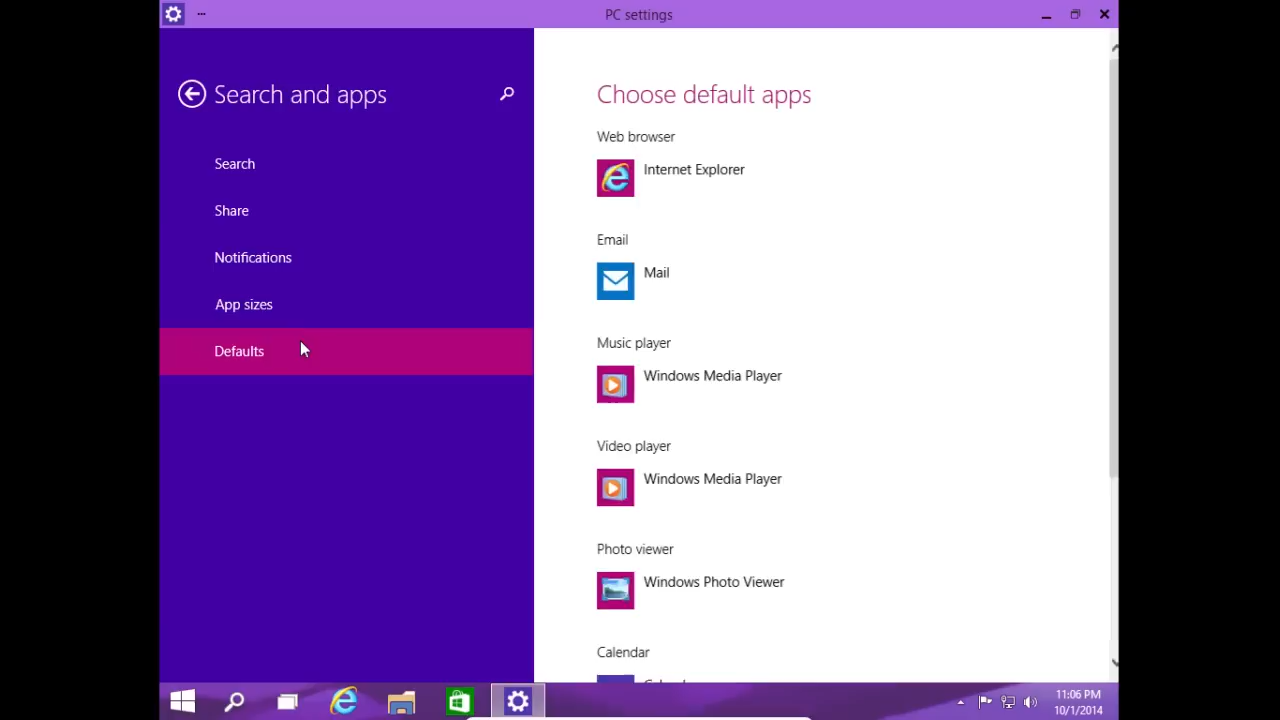 PC settings
Search and apps
Search
Share
Notifications
App sizes
Defaults
Choose default apps
Web browser
Internet Explorer
Email
Mail
Music player
Windows Media Player
Video player
Windows Media Player
Photo viewer
Windows Photo Viewer
Calendar
11:06 PM
10/1/2014